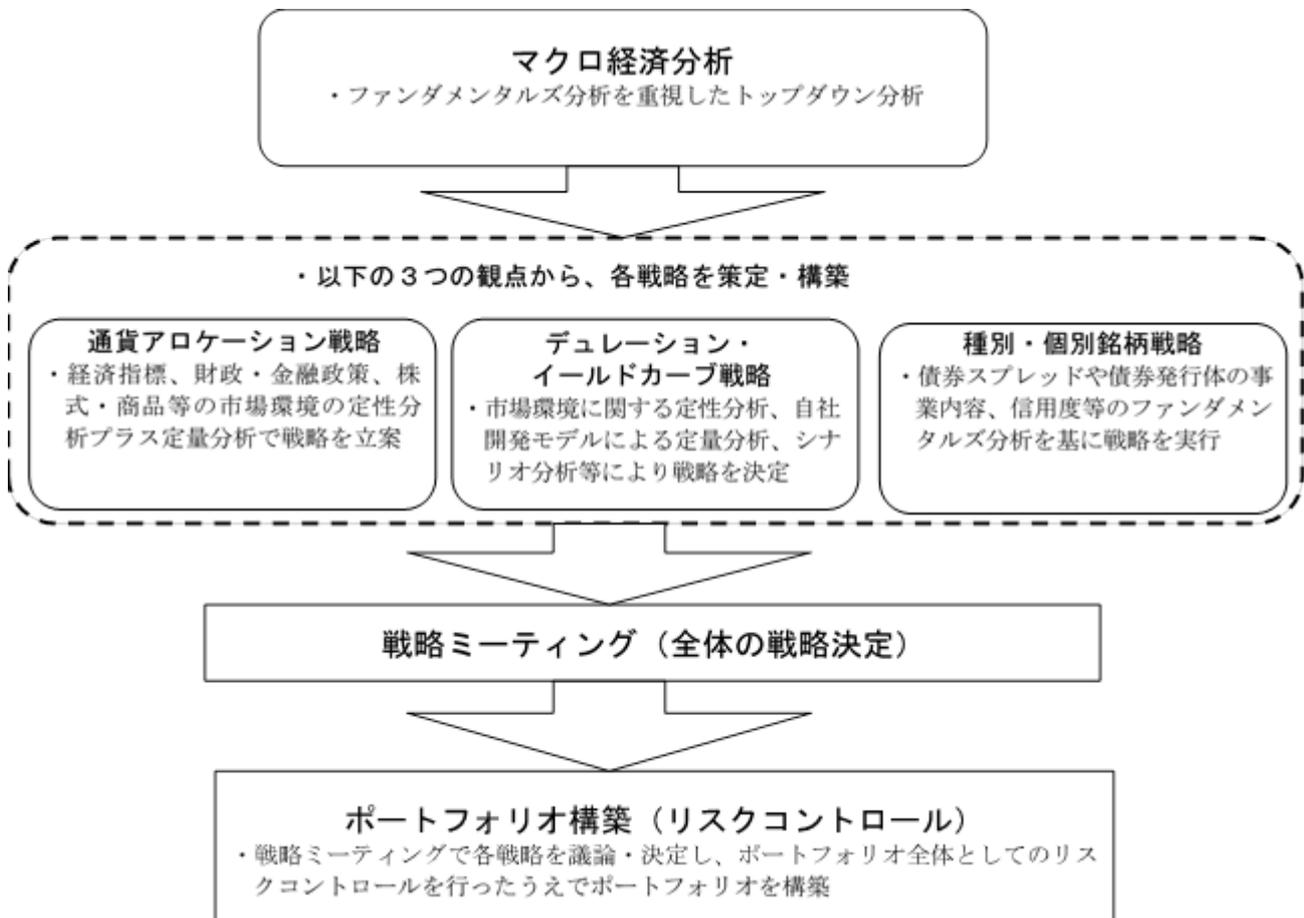 マクロ経済分析
・ファンダメンタルズ分析を重視したトップダウン分析
・以下の３つの観点から、各戦略を策定・構築
通貨アロケーション戦略
・経済指標、財政・金融政策、株
式・商品等の市場環境の定性分
析プラス定量分析で戦略を立案
デュレーション・
イールドカーブ戦略
・市場環境に関する定性分析、自社
開発モデルによる定量分析、シナ
リオ分析等により戦略を決定
種別・個別銘柄戦略
・債券スプレッドや債券発行体の事
業内容、信用度等のファンダメン
タルズ分析を基に戦略を実行
戦略ミーティング（全体の戦略決定）
ポートフォリオ構築（リスクコントロール）
・戦略ミーティングで各戦略を議論・決定し、ポートフォリオ全体としてのリス
クコントロールを行ったうえでポートフォリオを構築